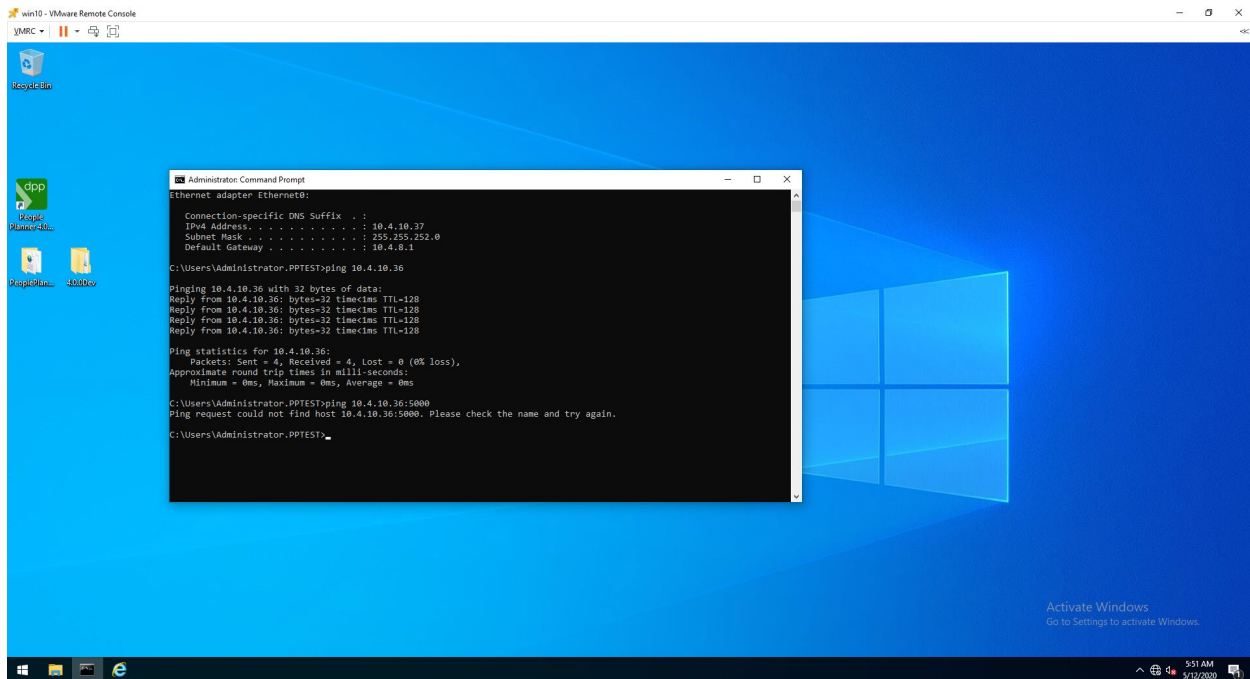 win10 - VMware Remote Console
VMRC
Recycle Bin
dpp
People
Planner 4.0...
PeoplePlan...
4.0.0Dev
Administrator: Command Prompt
Ethernet adapter Ethernet0:
Connection-specific DNS Suffix . :
IPv4 Address. . . . . . . . . . . : 10.4.10.37
Subnet Mask . . . . . . . . . . . : 255.255.252.0
Default Gateway . . . . . . . . . : 10.4.8.1
C:\Users\Administrator.PPTEST>ping 10.4.10.36
Pinging 10.4.10.36 with 32 bytes of data:
Reply from 10.4.10.36: bytes=32 time<1ms TTL=128
Reply from 10.4.10.36: bytes=32 time<1ms TTL=128
Reply from 10.4.10.36: bytes=32 time<1ms TTL=128
Reply from 10.4.10.36: bytes=32 time<1ms TTL=128
Ping statistics for 10.4.10.36:
Packets: Sent = 4, Received = 4, Lost = 0 (0% loss),
Approximate round trip times in milli-seconds:
Minimum = 0ms, Maximum = 0ms, Average = 0ms
C:\Users\Administrator.PPTEST>ping 10.4.10.36:5000
Ping request could not find host 10.4.10.36:5000. Please check the name and try again.
C:\Users\Administrator.PPTEST>
Activate Windows
Go to Settings to activate Windows.
5:51 AM
5/12/2020